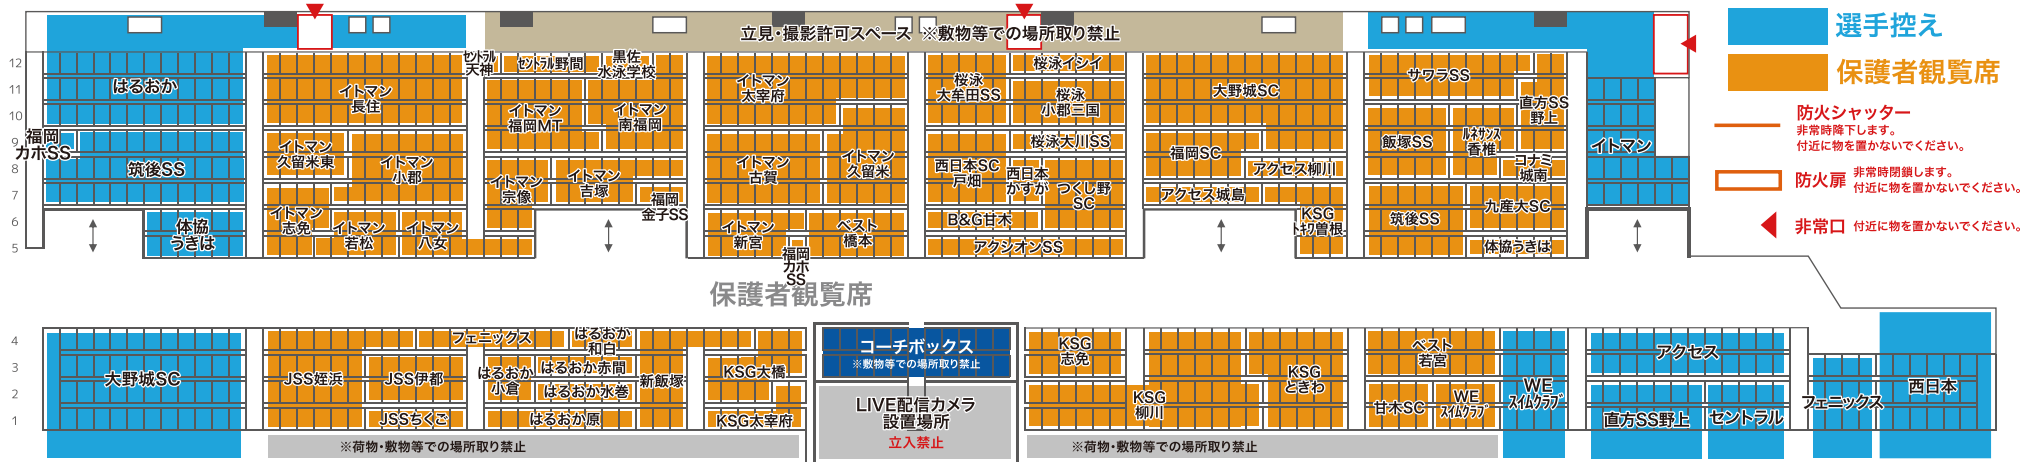 選手控え
保護者観覧席
防火シャッター
非常時降下します。
付近に物を置かないでください。
防火扉
非常時閉鎖します。
付近に物を置かないでください。
非常口
付近に物を置かないでください。
立見・撮影許可スペース ※敷物等での場所取り禁止
12
11
10
9
8
7
6
5
はるおか
福岡
カホSS
筑後SS
体協
うきは
イトマン
長住
イトマン
久留米東
イトマン
小郡
イトマン
志免
イトマン
若松
イトマン
八女
セントラル
天神
セントラル野間
黒佐
水泳学校
イトマン
福岡MT
イトマン
南福岡
イトマン
宗像
イトマン
吉塚
福岡
金子SS
イトマン
太宰府
イトマン
古賀
イトマン
久留米
イトマン
新宮
ベスト
橋本
福岡
カホ
SS
桜泳
大牟田SS
桜泳イシイ
桜泳
小郡三国
桜泳大川SS
西日本SC
戸畑
西日本
かすが
つくし野
SC
B&G甘木
アクシオンSS
大野城SC
福岡SC
アクセス柳川
アクセス城島
KSG
トキワ曽根
サワラSS
直方SS
野上
飯塚SS
ルネサンス
香椎
コナミ
城南
九産大SC
筑後SS
体協うきは
イトマン
保護者観覧席
4
3
2
1
大野城SC
フェニックス
はるおか
和白
JSS姪浜
JSS伊都
JSSちくご
はるおか
小倉
はるおか赤間
はるおか水巻
はるおか原
新飯塚
KSG大橋
KSG太宰府
コーチボックス
※敷物等での場所取り禁止
LIVE配信カメラ
設置場所
立入禁止
KSG
志免
KSG
柳川
KSG
ときわ
ベスト
若宮
甘木SC
WE
スイムクラブ
WE
スイムクラブ
アクセス
直方SS野上
セントラル
フェニックス
西日本
※荷物・敷物等での場所取り禁止
※荷物・敷物等での場所取り禁止